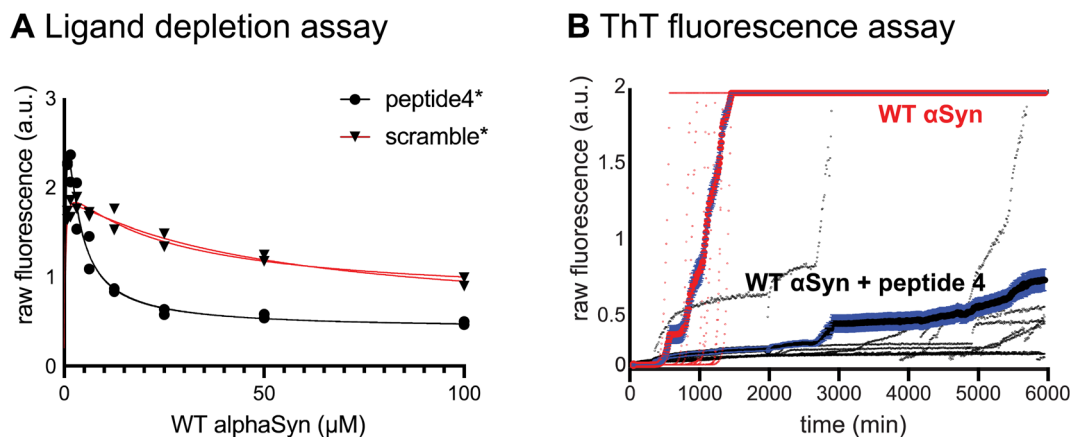 A Ligand depletion assay
3
2
1
0
raw fluorescence (a.u.)
peptide4*
scramble*
0
50
100
WT alphaSyn (µM)
B ThT fluorescence assay
2
1.5
1
0.5
0
raw fluorescence (a.u.)
WT αSyn
WT αSyn + peptide 4
0
1000
2000
3000
4000
5000
6000
time (min)